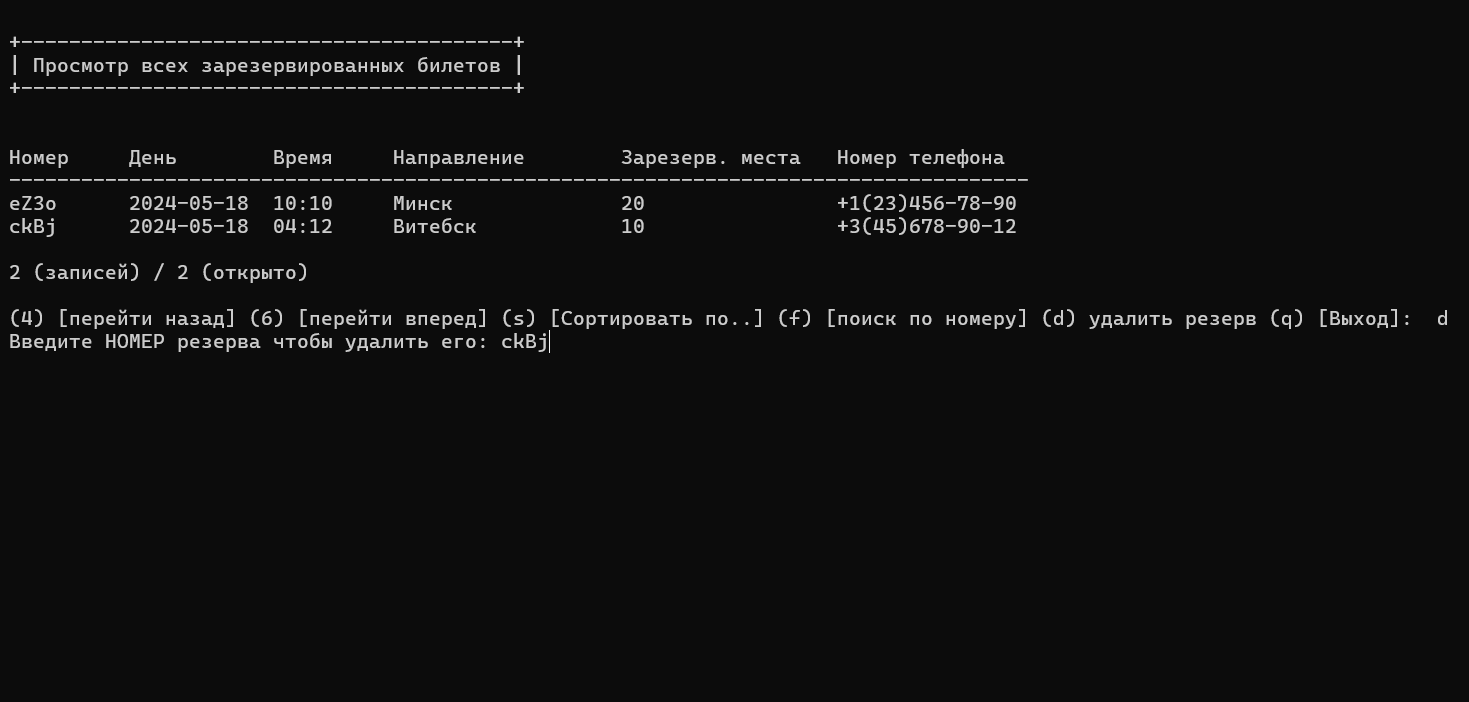 +-----------------------------------------+
| Просмотр всех зарезервированных билетов |
+-----------------------------------------+
Номер     День        Время     Направление        Зарезерв. места   Номер телефона
-------------------------------------------------------------------------------------
eZ3o      2024-05-18  10:10     Минск              20                +1(23)456-78-90
ckBj      2024-05-18  04:12     Витебск            10                +3(45)678-90-12
2 (записей) / 2 (открыто)
(4) [перейти назад] (6) [перейти вперед] (s) [Сортировать по..] (f) [поиск по номеру] (d) удалить резерв (q) [Выход]:  d
Введите НОМЕР резерва чтобы удалить его: ckBj